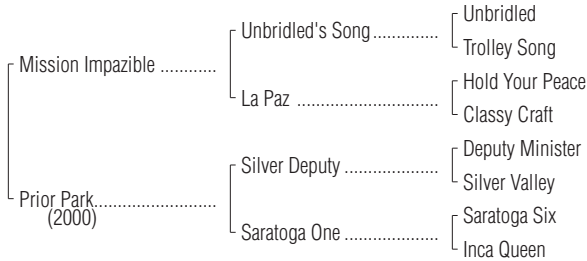 Unbridled
Unbridled's Song..............
Trolley Song
Mission Impazible ............
Hold Your Peace
La Paz ..............................
Classy Craft
Deputy Minister
Silver Deputy ....................
Silver Valley
Prior Park..........................
(2000)
Saratoga Six
Saratoga One ....................
Inca Queen